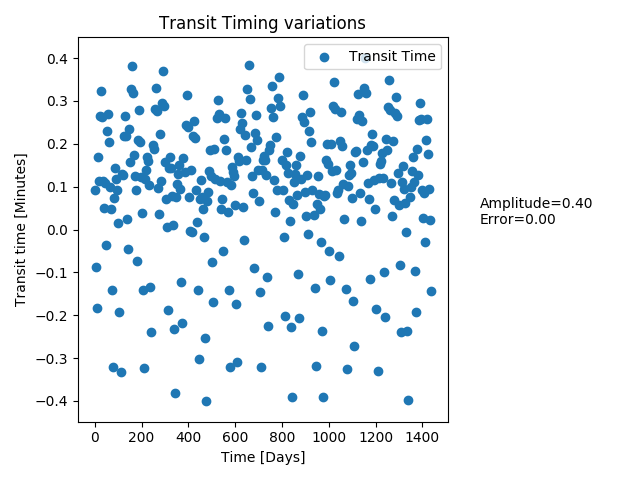 Transit Timing variations
Transit Time
Transit time [Minutes]
0.4
0.3
0.2
0.1
0.0
−0.1
−0.2
−0.3
−0.4
0 200 400 600 800 1000 1200 1400
Time [Days]
Amplitude=0.40
Error=0.00